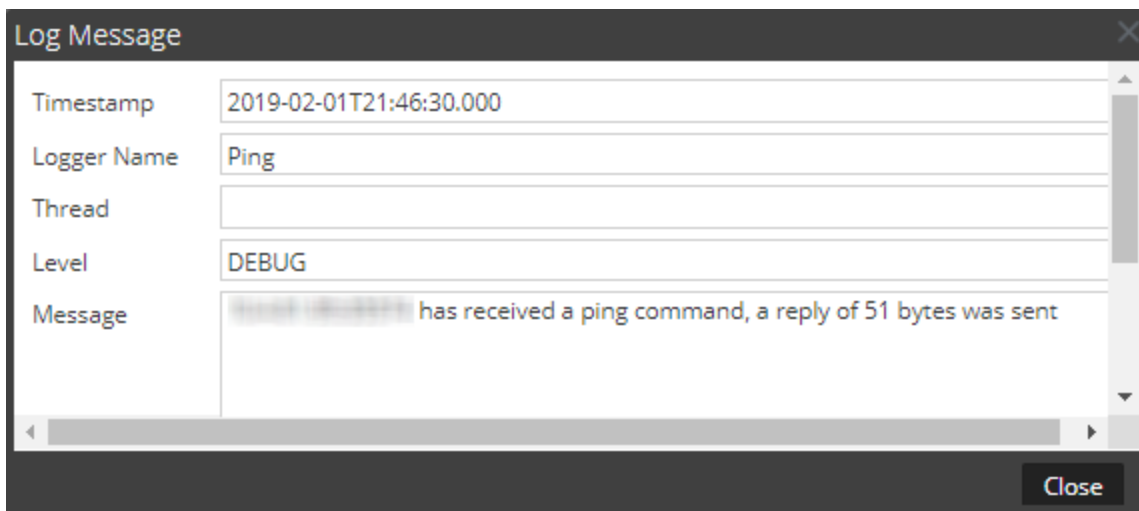 Log Message
Timestamp 2019-02-01T21:46:30.000
Logger Name Ping
Thread
Level DEBUG
Message has received a ping command, a reply of 51 bytes was sent
Close